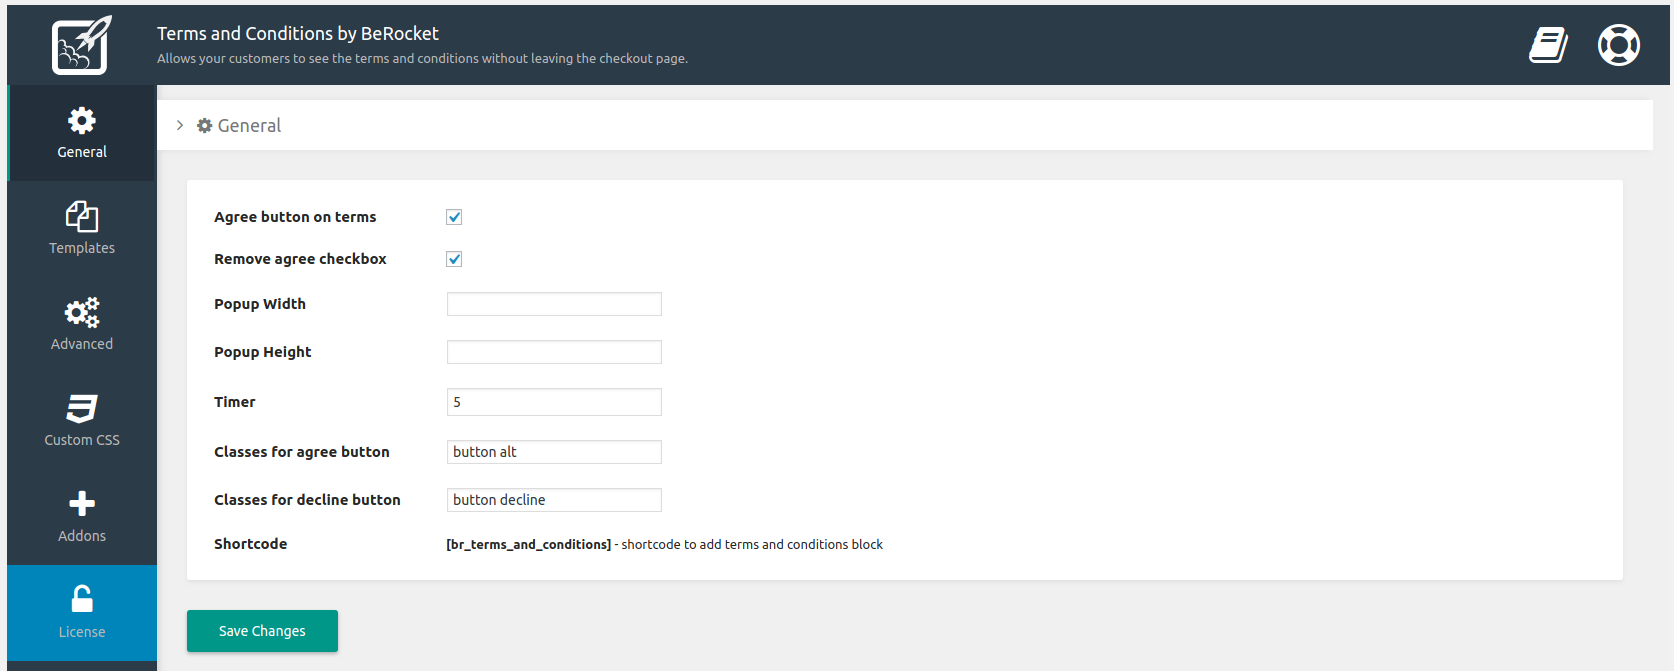 Terms and Conditions by BeRocket
Allows your customers to see the terms and conditions without leaving the checkout page.
General
Templates
Advanced
Custom CSS
Addons
License
General
Agree button on terms
Remove agree checkbox
Popup Width
Popup Height
Timer 5
Classes for agree button button alt
Classes for decline button button decline
Shortcode [br_terms_and_conditions] - shortcode to add terms and conditions block
Save Changes